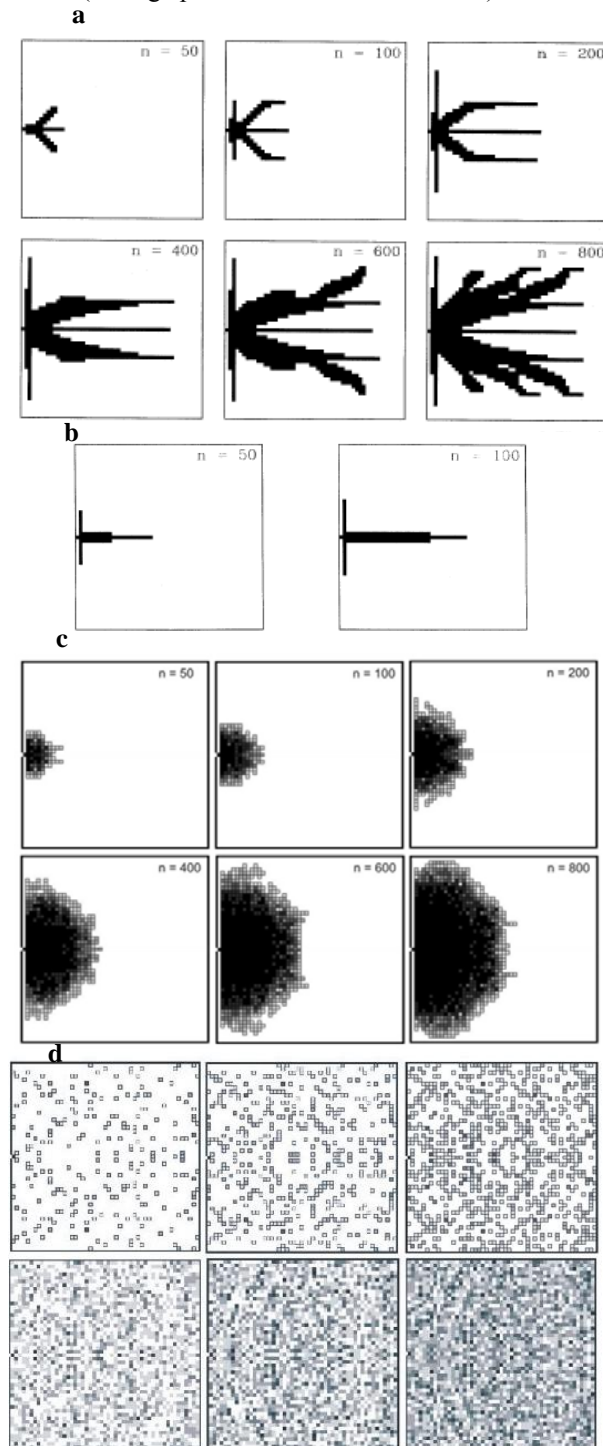 a
n = 50
n - 100
n = 200
n = 400
n = 600
n - 800
b
n = 50
n = 100
c
n = 50
n = 100
n = 200
n = 400
n = 600
n = 800
d